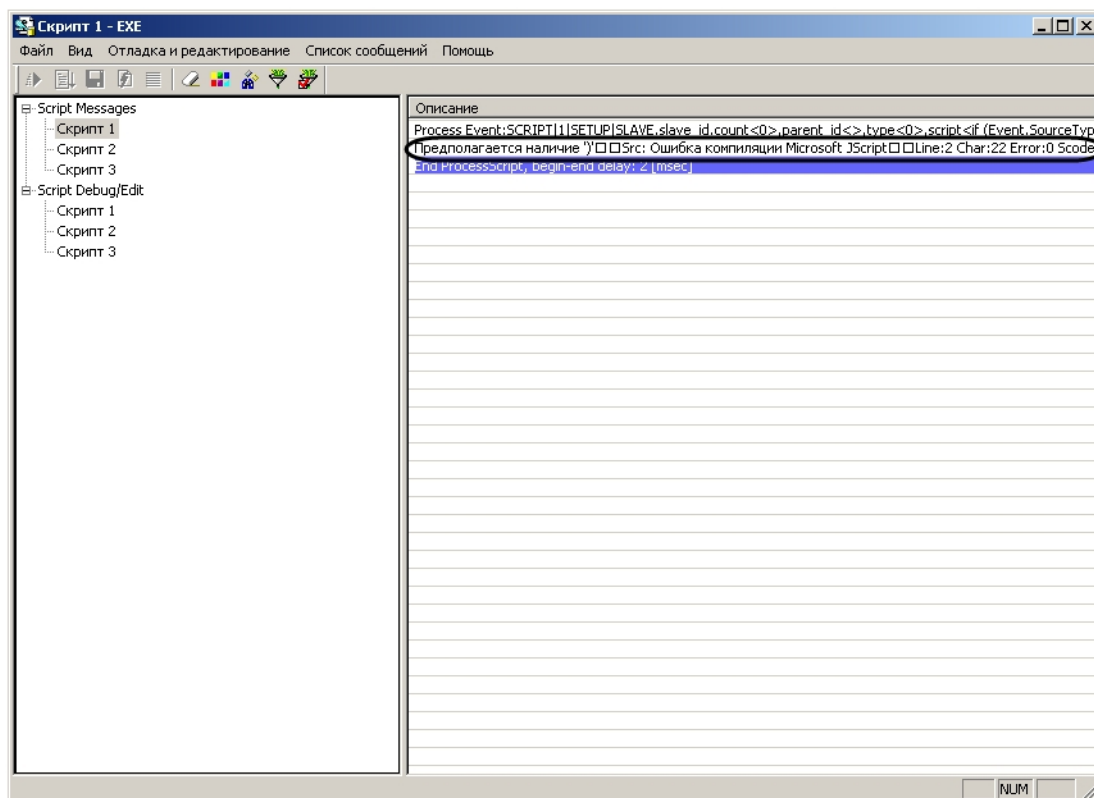 Скрипт 1 - EXE
Файл Вид Отладка и редактирование Список сообщений Помощь
Script Messages
Скрипт 1
Скрипт 2
Скрипт 3
Script Debug/Edit
Скрипт 1
Скрипт 2
Скрипт 3
Описание
Process Event:SCRIPT|1|SETUP|SLAVE.slave_id.count<0>,parent_id<>,type<0>,script<if (Event.SourceTyp
Предполагается наличие ')'□□Src: Ошибка компиляции Microsoft JScript□□Line:2 Char:22 Error:0 Scode
End ProcessScript, begin-end delay: 2 [msec]
NUM